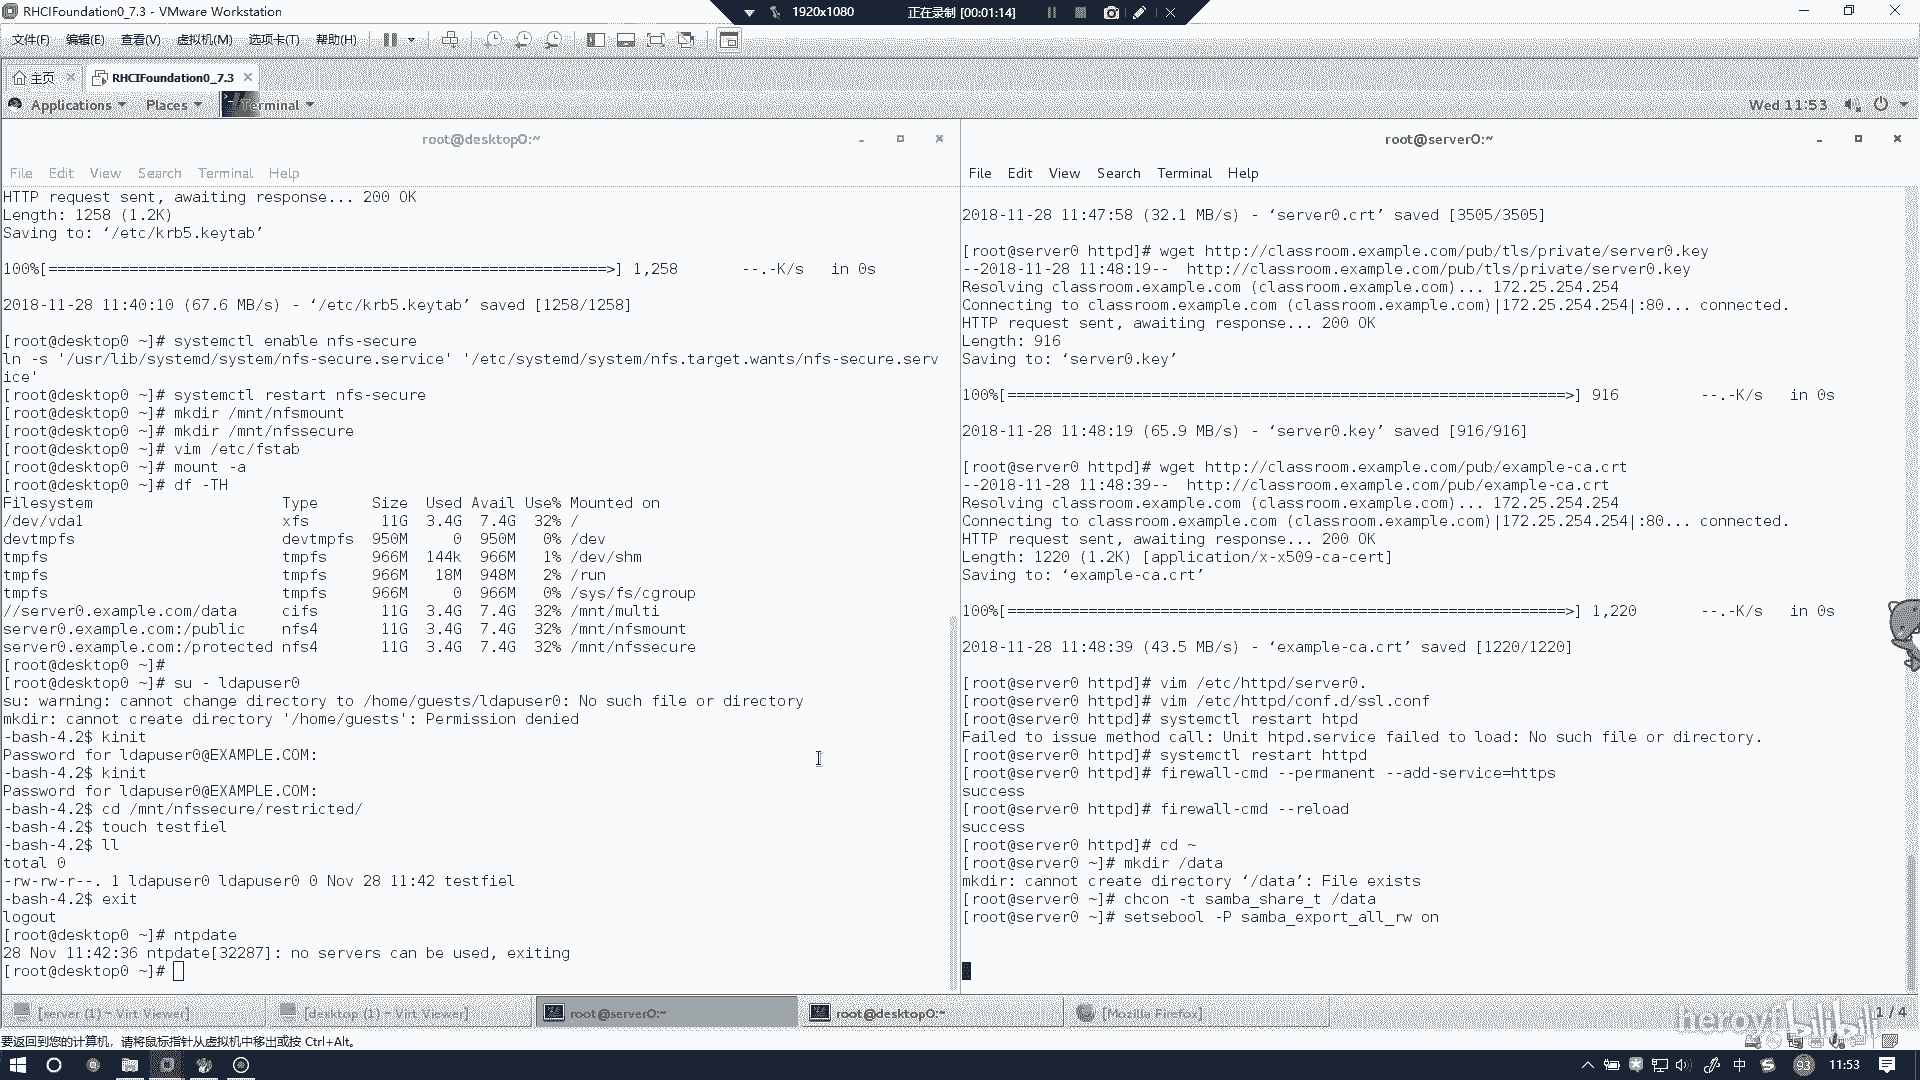 RHCIFoundation0_7.3 - VMware Workstation
1920x1080
正在录制 [00:01:14]
文件(F) 编辑(E) 查看(V) 虚拟机(M) 选项卡(T) 帮助(H)
主页
RHCIFoundation0_7.3
Applications Places Terminal
Wed 11:53
root@desktop0:~
File Edit View Search Terminal Help
HTTP request sent, awaiting response... 200 OK
Length: 1258 (1.2K)
Saving to: ‘/etc/krb5.keytab’
100%[==============================================================>] 1,258 --.-K/s in 0s
2018-11-28 11:40:10 (67.6 MB/s) - ‘/etc/krb5.keytab’ saved [1258/1258]
[root@desktop0 ~]# systemctl enable nfs-secure
ln -s '/usr/lib/systemd/system/nfs-secure.service' '/etc/systemd/system/nfs.target.wants/nfs-secure.serv
ice'
[root@desktop0 ~]# systemctl restart nfs-secure
[root@desktop0 ~]# mkdir /mnt/nfsmount
[root@desktop0 ~]# mkdir /mnt/nfssecure
[root@desktop0 ~]# vim /etc/fstab
[root@desktop0 ~]# mount -a
[root@desktop0 ~]# df -TH
Filesystem Type Size Used Avail Use% Mounted on
/dev/vda1 xfs 11G 3.4G 7.4G 32% /
devtmpfs devtmpfs 950M 0 950M 0% /dev
tmpfs tmpfs 966M 144k 966M 1% /dev/shm
tmpfs tmpfs 966M 18M 948M 2% /run
tmpfs tmpfs 966M 0 966M 0% /sys/fs/cgroup
//server0.example.com/data cifs 11G 3.4G 7.4G 32% /mnt/multi
server0.example.com:/public nfs4 11G 3.4G 7.4G 32% /mnt/nfsmount
server0.example.com:/protected nfs4 11G 3.4G 7.4G 32% /mnt/nfssecure
[root@desktop0 ~]#
[root@desktop0 ~]# su - ldapuser0
su: warning: cannot change directory to /home/guests/ldapuser0: No such file or directory
mkdir: cannot create directory '/home/guests': Permission denied
-bash-4.2$ kinit
Password for ldapuser0@EXAMPLE.COM:
-bash-4.2$ kinit
Password for ldapuser0@EXAMPLE.COM:
-bash-4.2$ cd /mnt/nfssecure/restricted/
-bash-4.2$ touch testfiel
-bash-4.2$ ll
total 0
-rw-rw-r--. 1 ldapuser0 ldapuser0 0 Nov 28 11:42 testfiel
-bash-4.2$ exit
logout
[root@desktop0 ~]# ntpdate
28 Nov 11:42:36 ntpdate[32287]: no servers can be used, exiting
[root@desktop0 ~]#
root@server0:~
File Edit View Search Terminal Help
2018-11-28 11:47:58 (32.1 MB/s) - ‘server0.crt’ saved [3505/3505]
[root@server0 httpd]# wget http://classroom.example.com/pub/tls/private/server0.key
--2018-11-28 11:48:19-- http://classroom.example.com/pub/tls/private/server0.key
Resolving classroom.example.com (classroom.example.com)... 172.25.254.254
Connecting to classroom.example.com (classroom.example.com)|172.25.254.254|:80... connected.
HTTP request sent, awaiting response... 200 OK
Length: 916
Saving to: ‘server0.key’
100%[==============================================================>] 916 --.-K/s in 0s
2018-11-28 11:48:19 (65.9 MB/s) - ‘server0.key’ saved [916/916]
[root@server0 httpd]# wget http://classroom.example.com/pub/example-ca.crt
--2018-11-28 11:48:39-- http://classroom.example.com/pub/example-ca.crt
Resolving classroom.example.com (classroom.example.com)... 172.25.254.254
Connecting to classroom.example.com (classroom.example.com)|172.25.254.254|:80... connected.
HTTP request sent, awaiting response... 200 OK
Length: 1220 (1.2K) [application/x-x509-ca-cert]
Saving to: ‘example-ca.crt’
100%[==============================================================>] 1,220 --.-K/s in 0s
2018-11-28 11:48:39 (43.5 MB/s) - ‘example-ca.crt’ saved [1220/1220]
[root@server0 httpd]# vim /etc/httpd/server0.
[root@server0 httpd]# vim /etc/httpd/conf.d/ssl.conf
[root@server0 httpd]# systemctl restart htpd
Failed to issue method call: Unit htpd.service failed to load: No such file or directory.
[root@server0 httpd]# systemctl restart httpd
[root@server0 httpd]# firewall-cmd --permanent --add-service=https
success
[root@server0 httpd]# firewall-cmd --reload
success
[root@server0 httpd]# cd ~
[root@server0 ~]# mkdir /data
mkdir: cannot create directory ‘/data’: File exists
[root@server0 ~]# chcon -t samba_share_t /data
[root@server0 ~]# setsebool -P samba_export_all_rw on
[server (1) - Virt Viewer]
[desktop (1) - Virt Viewer]
root@server0:~
root@desktop0:~
[Mozilla Firefox]
1 / 4
heroyf bilibili
要返回到您的计算机，请将鼠标指针从虚拟机中移出或按 Ctrl+Alt。
中
93
11:53